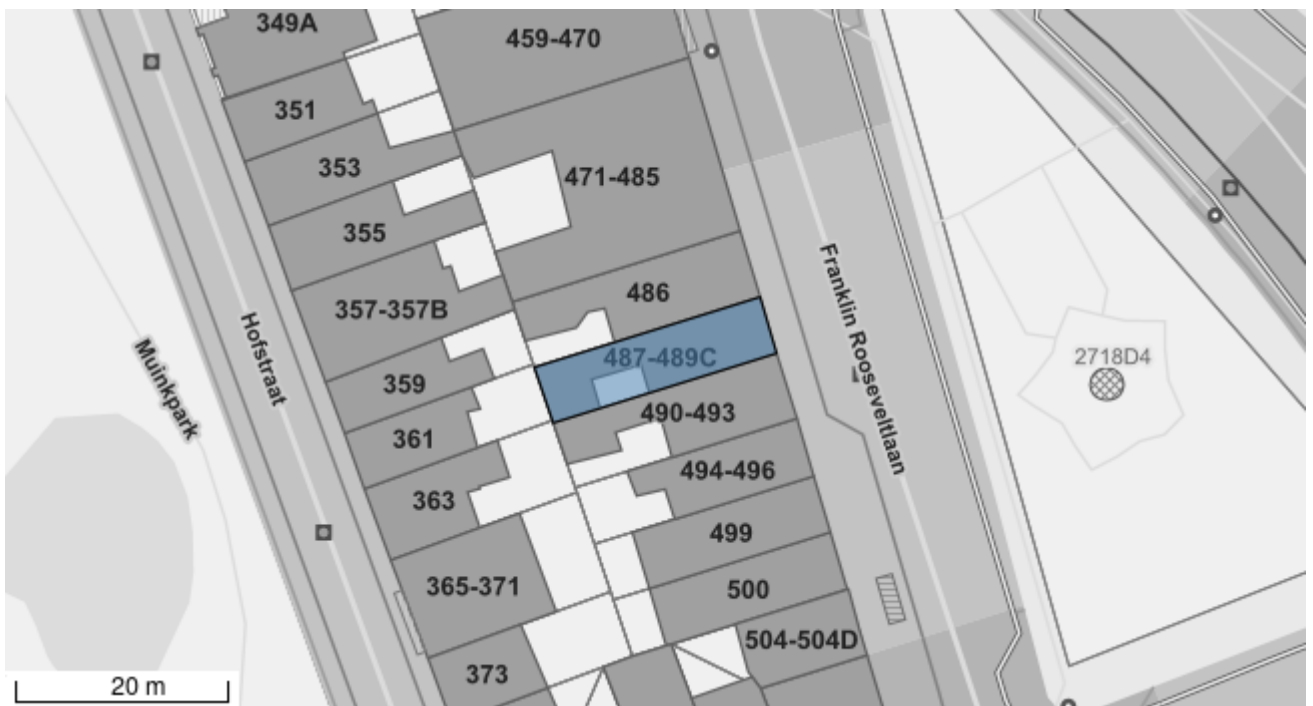 349A
459-470
351
353
471-485
355
486
357-357B
Franklin Rooseveltlaan
Hofstraat
Muinkpark
487-489C
2718D4
359
490-493
361
494-496
363
499
365-371
500
504-504D
373
20 m